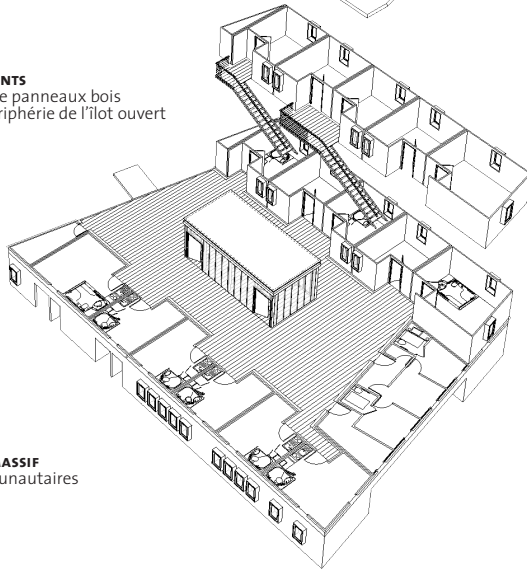 NTS
e panneaux bois
riphérie de l'îlot ouvert
ASSIF
unautaires